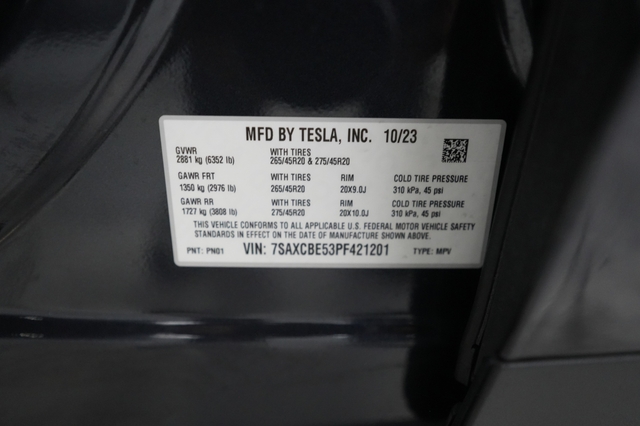 MFD BY TESLA, INC. 10/23
GVWR WITH TIRES
2881 kg (6352 lb) 265/45R20 & 275/45R20
GAWR FRT WITH TIRES RIM COLD TIRE PRESSURE
1350 kg (2976 lb) 265/45R20 20X9.0J 310 kPa, 45 psi
GAWR RR WITH TIRES RIM COLD TIRE PRESSURE
1727 kg (3808 lb) 275/45R20 20X10.0J 310 kPa, 45 psi
THIS VEHICLE CONFORMS TO ALL APPLICABLE U.S. FEDERAL MOTOR VEHICLE SAFETY
STANDARDS IN EFFECT ON THE DATE OF MANUFACTURE SHOWN ABOVE.
PNT: PN01 VIN: 7SAXCBE53PF421201 TYPE: MPV